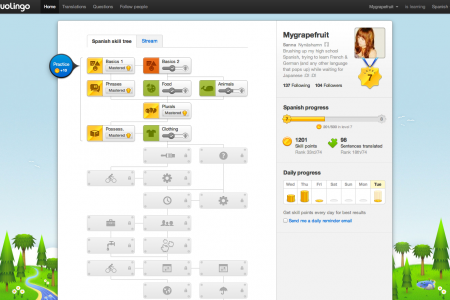 uolingo
Home Translations Questions Follow people
Mygrapefruit is learning Spanish
Spanish skill tree Stream
Practice
+10
Basics 1
Mastered
Basics 2
Phrases
Mastered
Food
Animals
Plurals
Mastered
Possess.
Mastered
Clothing
Mygrapefruit
Brushing up my high school
Spanish, trying to learn French &
German (and any other language
that pops up) while waiting for
Japanese
137 Following 104 Followers
7
Spanish progress
7
1201
Skill points
98
Sentences translated
Daily progress
Wed Thu Fri Sat Sun Mon Tue
Get skill points every day for best results
Send me a daily reminder email